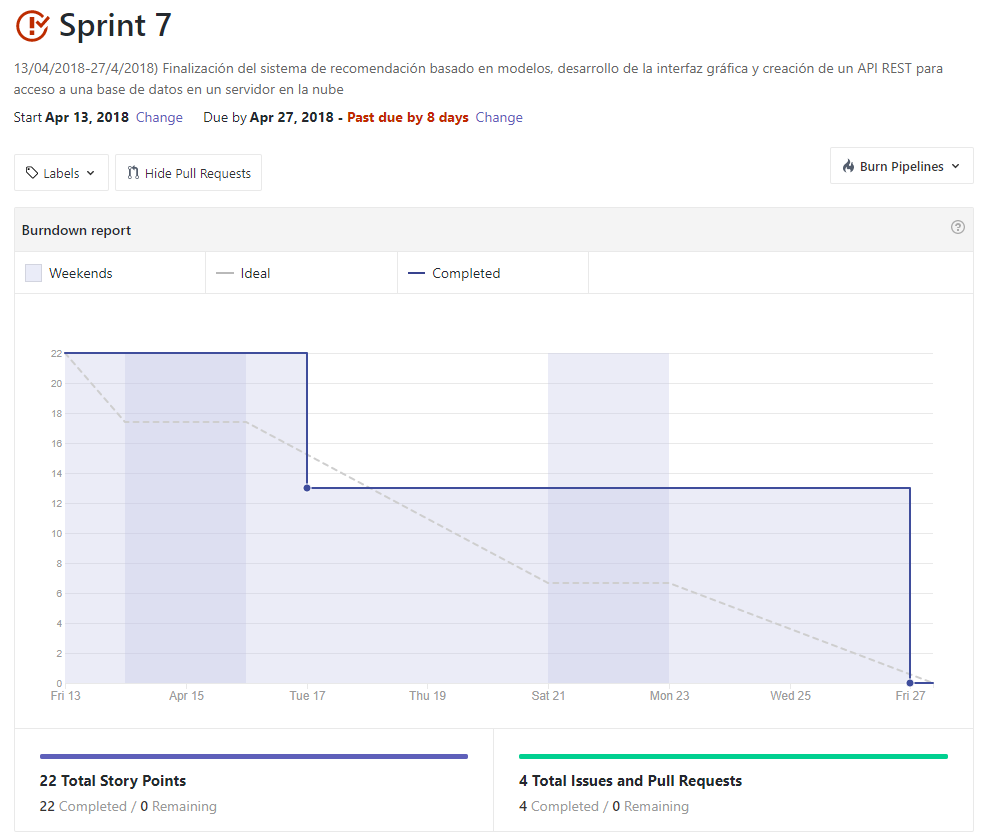 Sprint 7
13/04/2018-27/4/2018) Finalización del sistema de recomendación basado en modelos, desarrollo de la interfaz gráfica y creación de un API REST para
acceso a una base de datos en un servidor en la nube
Start Apr 13, 2018 Change Due by Apr 27, 2018 - Past due by 8 days Change
Labels Hide Pull Requests Burn Pipelines
Burndown report
Weekends Ideal Completed
22
20
18
16
14
12
10
8
6
4
2
0
Fri 13 Apr 15 Tue 17 Thu 19 Sat 21 Mon 23 Wed 25 Fri 27
22 Total Story Points
22 Completed / 0 Remaining
4 Total Issues and Pull Requests
4 Completed / 0 Remaining